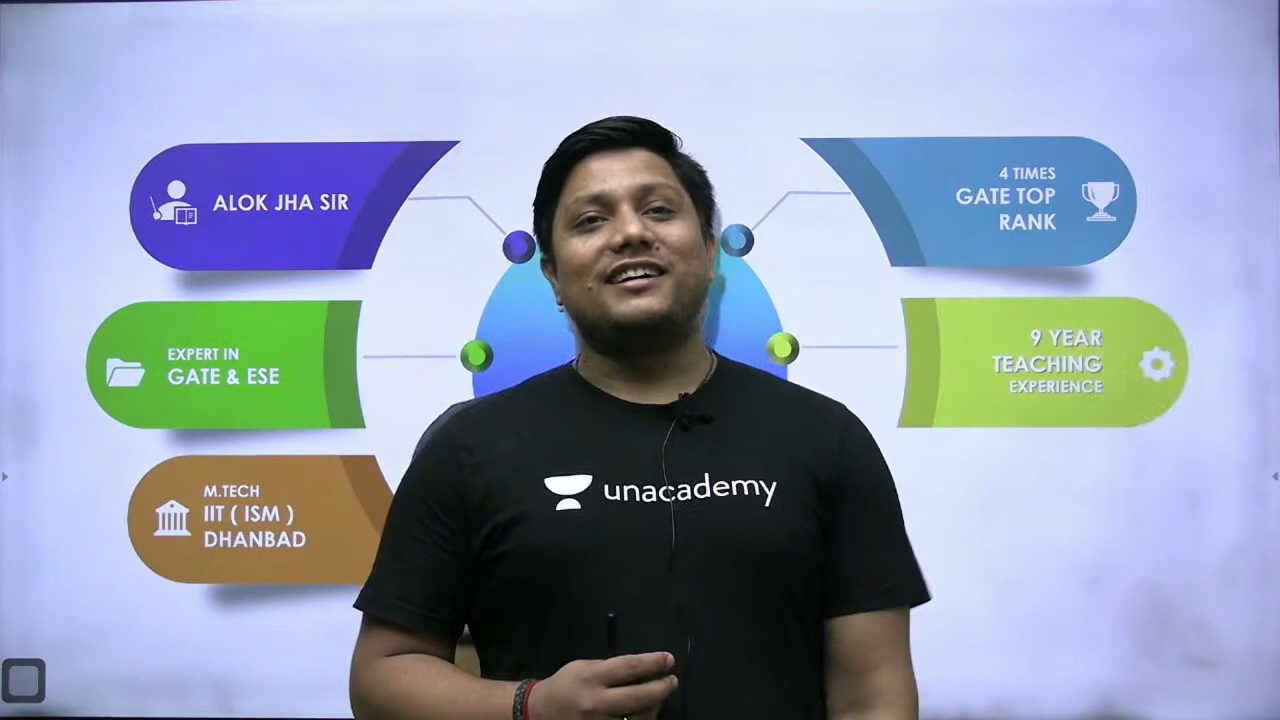 ALOK JHA SIR
EXPERT IN
GATE & ESE
M.TECH
IIT ( ISM )
DHANBAD
4 TIMES
GATE TOP
RANK
9 YEAR
TEACHING
EXPERIENCE
unacademy